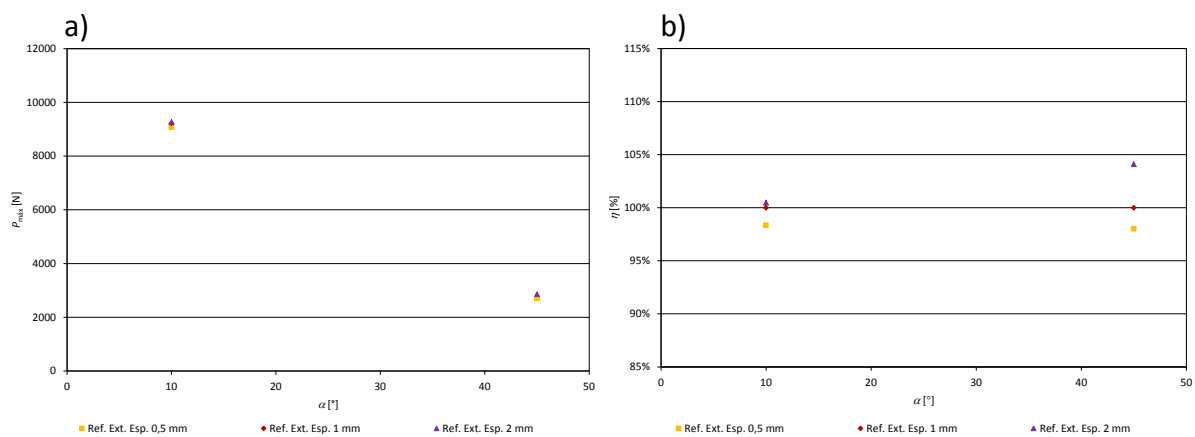 a)
12000
10000
8000
6000
4000
2000
0
P máx [N]
0 10 20 30 40 50
α [°]
Ref. Ext. Esp. 0,5 mm Ref. Ext. Esp. 1 mm Ref. Ext. Esp. 2 mm
b)
115%
110%
105%
100%
95%
90%
85%
η [%]
0 10 20 30 40 50
α [°]
Ref. Ext. Esp. 0,5 mm Ref. Ext. Esp. 1 mm Ref. Ext. Esp. 2 mm